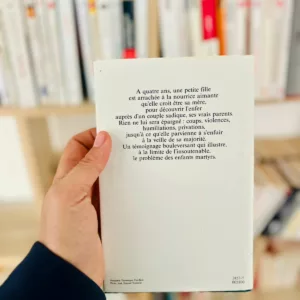 A quatre ans, une petite fille
est arrachée à la nourrice aimante
qu'elle croit être sa mère,
pour découvrir l'enfer
auprès d'un couple sadique, ses vrais parents.
Rien ne lui sera épargné : coups, violences,
humiliations, privations,
jusqu'à ce qu'elle parvienne à s'enfuir
à la veille de sa majorité.
Un témoignage bouleversant qui illustre,
à la limite de l'insoutenable,
le problème des enfants martyrs.